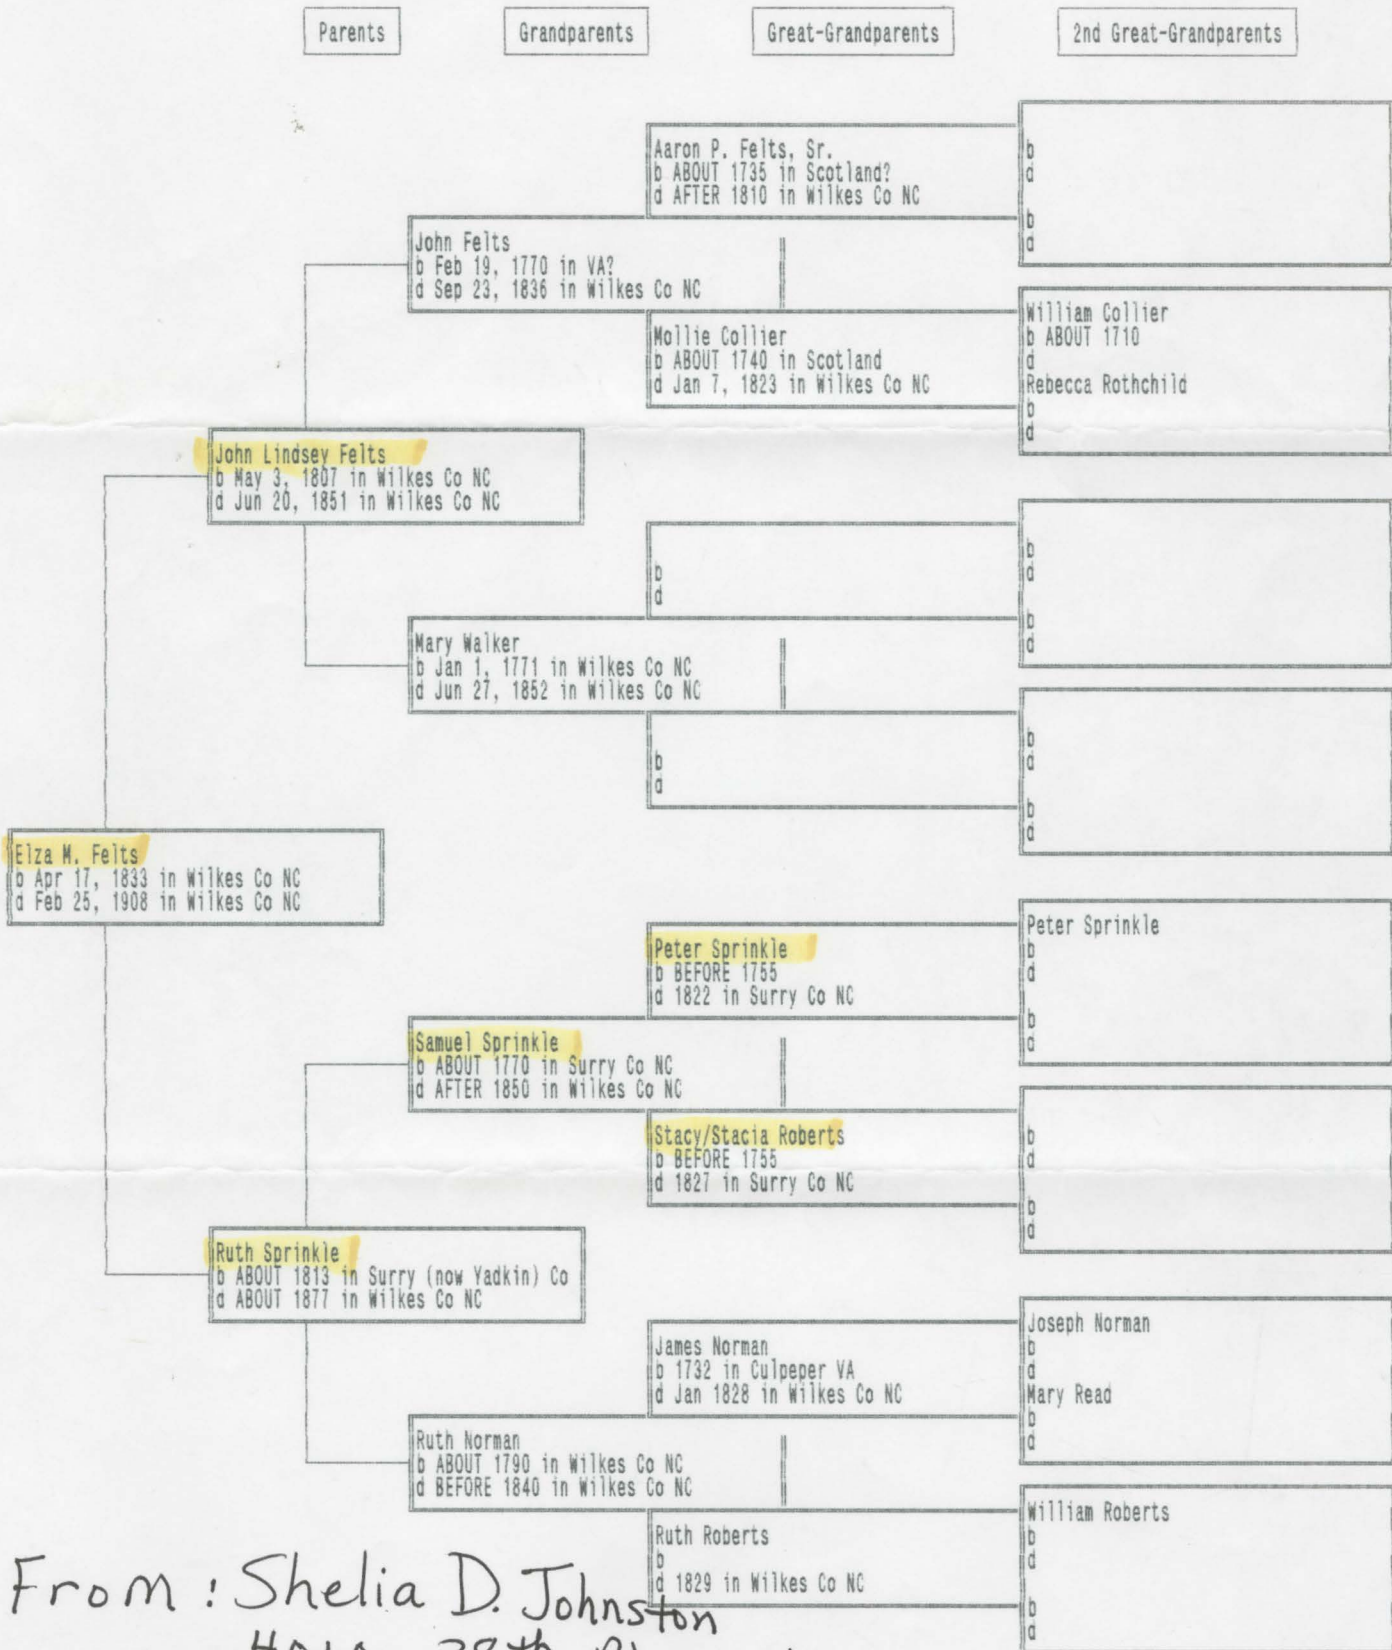 Parents
Grandparents
Great-Grandparents
2nd Great-Grandparents
b
d
b
d
Aaron P. Felts, Sr.
b ABOUT 1735 in Scotland?
d AFTER 1810 in Wilkes Co NC
John Felts
b Feb 19, 1770 in VA?
d Sep 23, 1836 in Wilkes Co NC
William Collier
b ABOUT 1710
d
Rebecca Rothchild
b
d
Mollie Collier
b ABOUT 1740 in Scotland
d Jan 7, 1823 in Wilkes Co NC
John Lindsey Felts
b May 3, 1807 in Wilkes Co NC
d Jun 20, 1851 in Wilkes Co NC
b
d
b
d
b
d
Mary Walker
b Jan 1, 1771 in Wilkes Co NC
d Jun 27, 1852 in Wilkes Co NC
b
d
b
d
b
d
Elza M. Felts
b Apr 17, 1833 in Wilkes Co NC
d Feb 25, 1908 in Wilkes Co NC
Peter Sprinkle
b
d
b
d
Peter Sprinkle
b BEFORE 1755
d 1822 in Surry Co NC
Samuel Sprinkle
b ABOUT 1770 in Surry Co NC
d AFTER 1850 in Wilkes Co NC
Stacy/Stacia Roberts
b BEFORE 1755
d 1827 in Surry Co NC
b
d
b
d
Ruth Sprinkle
b ABOUT 1813 in Surry (now Yadkin) Co
d ABOUT 1877 in Wilkes Co NC
Joseph Norman
b
d
Mary Read
b
d
James Norman
b 1732 in Culpeper VA
d Jan 1828 in Wilkes Co NC
Ruth Norman
b ABOUT 1790 in Wilkes Co NC
d BEFORE 1840 in Wilkes Co NC
William Roberts
b
d
b
d
Ruth Roberts
b
d 1829 in Wilkes Co NC
From: Shelia D. Johnston
28th